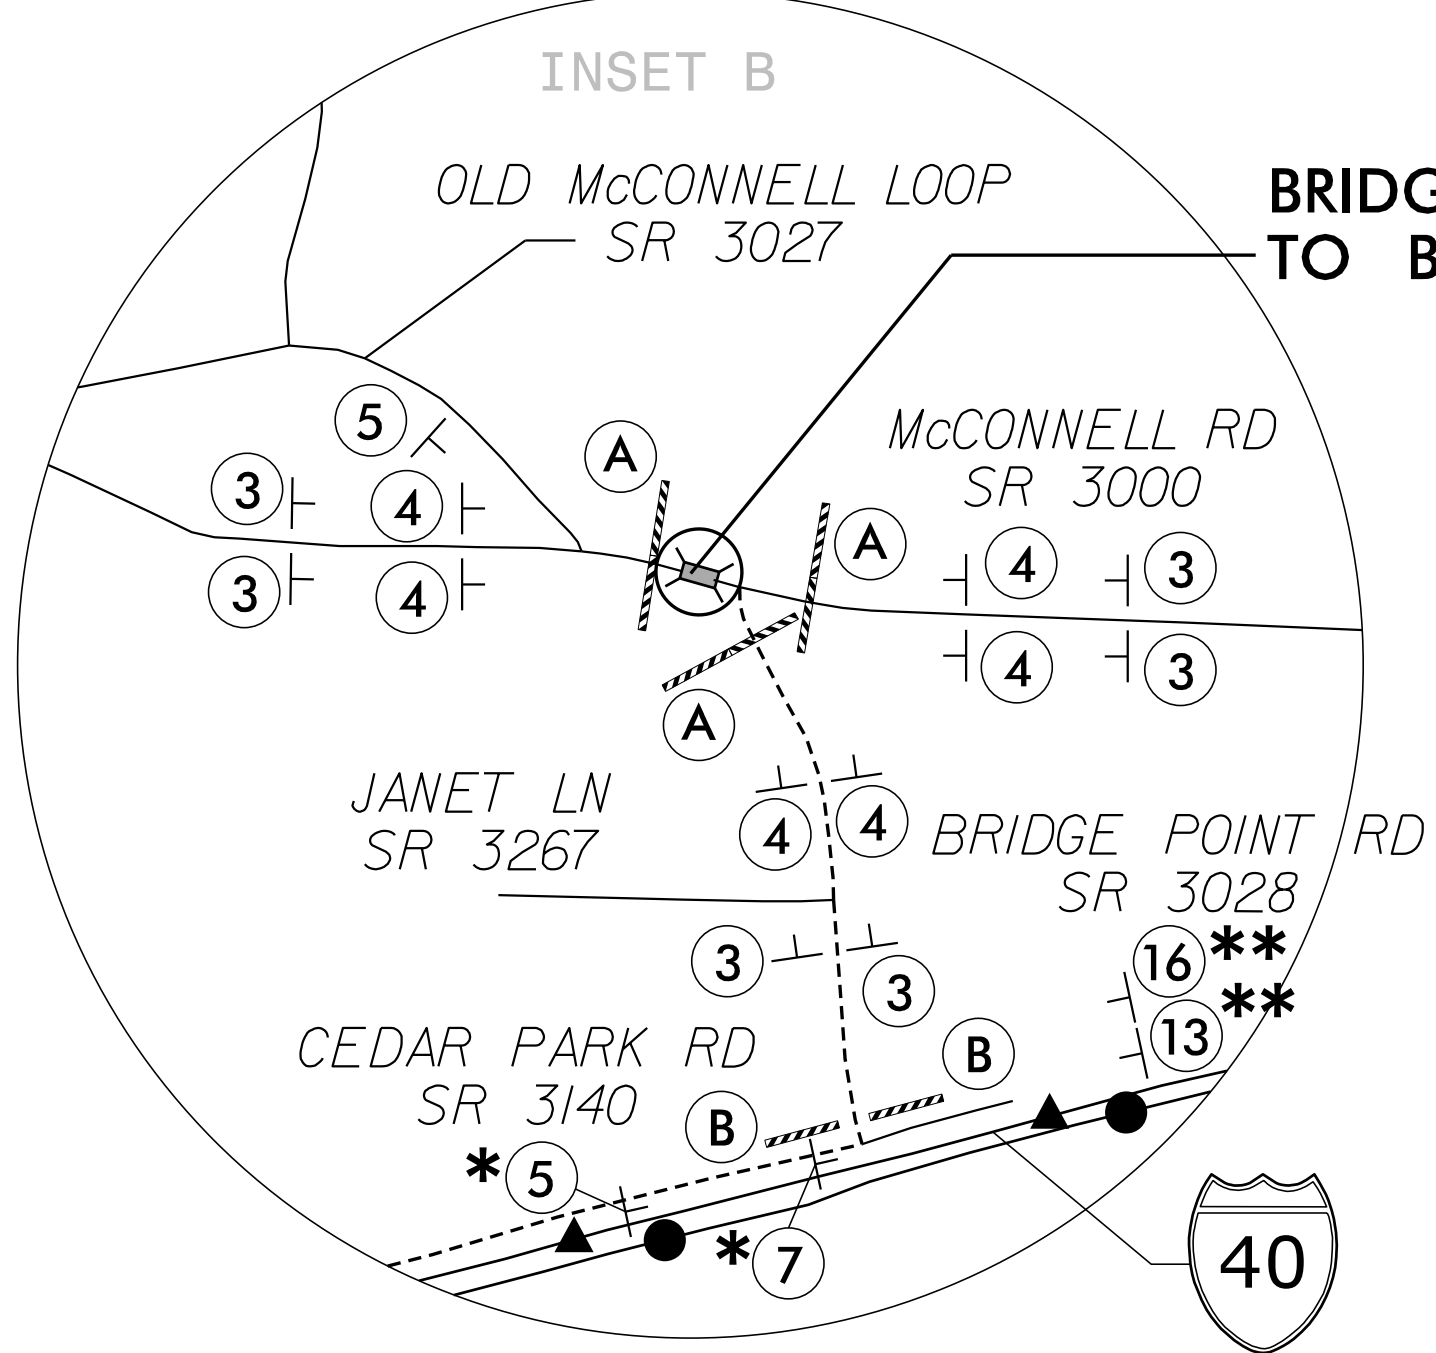 INSET B
OLD McCONNELL LOOP
SR 3027
BRIDG
TO B
5
A
McCONNELL RD
SR 3000
3
4
A
4
3
3
4
4
3
A
JANET LN
SR 3267
4
4
BRIDGE POINT RD
SR 3028
3
3
16 **
13 **
CEDAR PARK RD
SR 3140
B
B
* 5
* 7
40